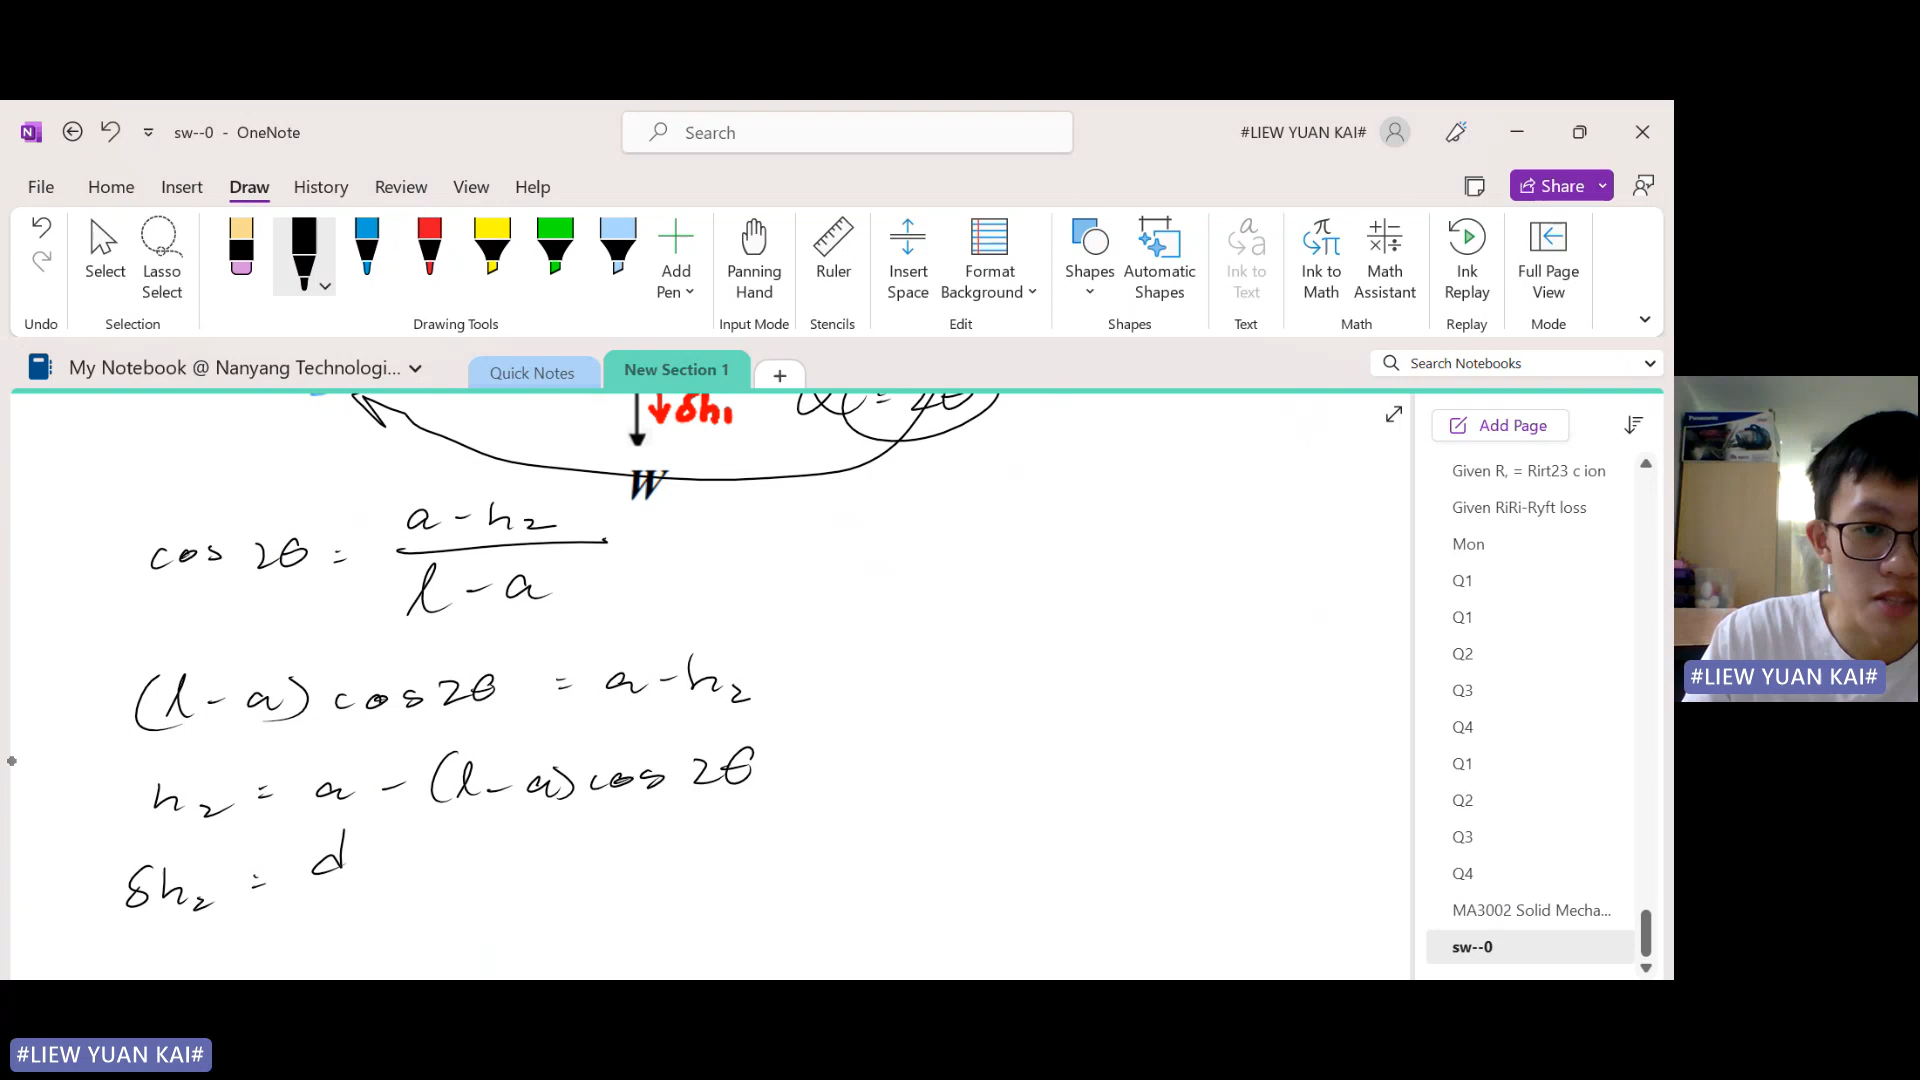 sw--0 - OneNote
Search
#LIEW YUAN KAI#
File Home Insert Draw History Review View Help
Share
Select
Lasso Select
Add Pen
Panning Hand
Ruler
Insert Space
Format Background
Shapes
Automatic Shapes
Ink to Text
Ink to Math
Math Assistant
Ink Replay
Full Page View
Undo Selection Drawing Tools Input Mode Stencils Edit Shapes Text Math Replay Mode
My Notebook @ Nanyang Technologi...
Quick Notes
New Section 1
Search Notebooks
↓δh₁
W
cos 2θ = (a - h₂)/(l - a)
(l - a) cos 2θ = a - h₂
h₂ = a - (l - a) cos 2θ
δh₂ = d
Add Page
Given R, = Rirt23 c ion
Given RiRi-Ryft loss
Mon
Q1
Q1
Q2
Q3
Q4
Q1
Q2
Q3
Q4
MA3002 Solid Mecha...
sw--0
Panasonic
#LIEW YUAN KAI#
#LIEW YUAN KAI#